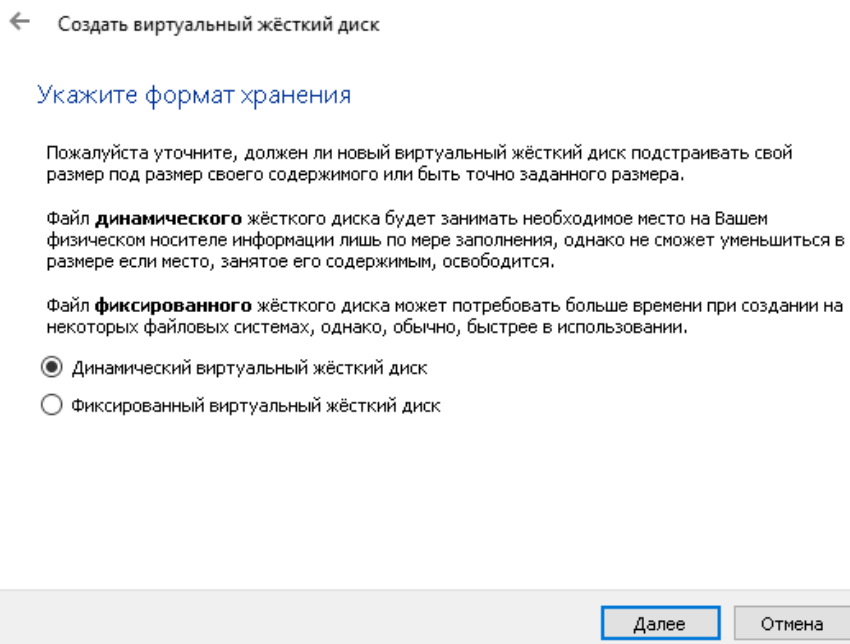 Создать виртуальный жёсткий диск
Укажите формат хранения
Пожалуйста уточните, должен ли новый виртуальный жёсткий диск подстраивать свой
размер под размер своего содержимого или быть точно заданного размера.
Файл динамического жёсткого диска будет занимать необходимое место на Вашем
физическом носителе информации лишь по мере заполнения, однако не сможет уменьшиться в
размере если место, занятое его содержимым, освободится.
Файл фиксированного жёсткого диска может потребовать больше времени при создании на
некоторых файловых системах, однако, обычно, быстрее в использовании.
Динамический виртуальный жёсткий диск
Фиксированный виртуальный жёсткий диск
Далее
Отмена